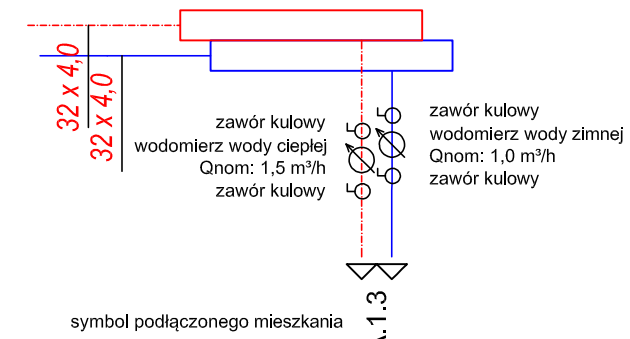 32 x 4,0
32 x 4,0
zawór kulowy
wodomierz wody ciepłej
Qnom: 1,5 m³/h
zawór kulowy
zawór kulowy
wodomierz wody zimnej
Qnom: 1,0 m³/h
zawór kulowy
symbol podłączonego mieszkania
.1.3